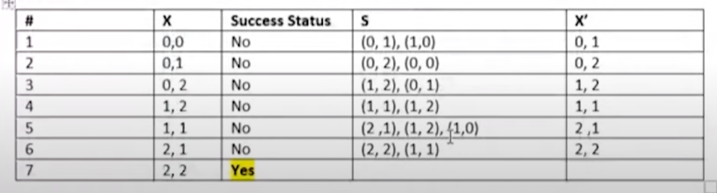 # X Success Status S X'
1 0,0 No (0, 1), (1,0) 0, 1
2 0,1 No (0, 2), (0, 0) 0, 2
3 0, 2 No (1, 2), (0, 1) 1, 2
4 1, 2 No (1, 1), (1, 2) 1, 1
5 1, 1 No (2 ,1), (1, 2), (1,0) 2 ,1
6 2, 1 No (2, 2), (1, 1) 2, 2
7 2, 2 Yes